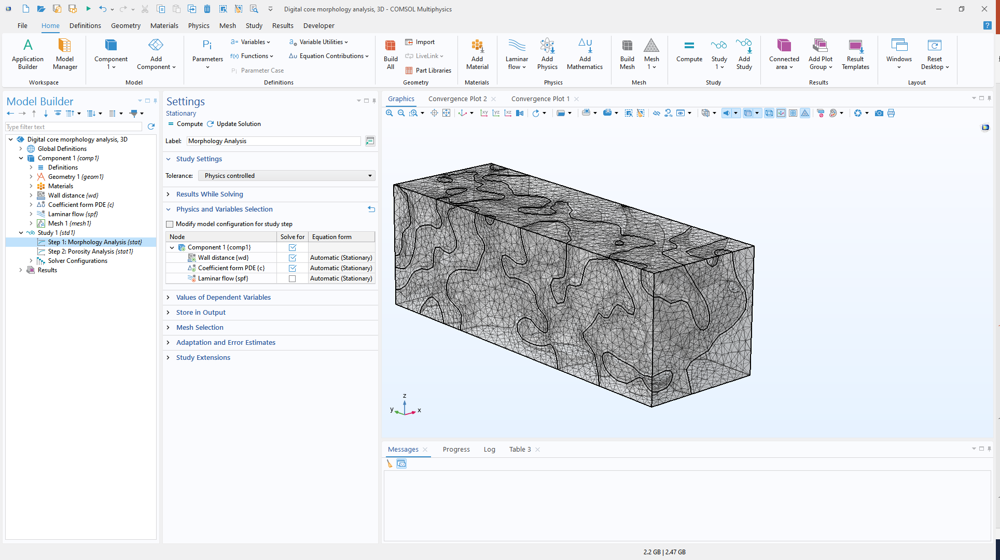 Digital core morphology analysis, 3D - COMSOL Multiphysics
File Home Definitions Geometry Materials Physics Mesh Study Results Developer
Application Builder
Model Manager
Workspace
Component 1
Add Component
Model
Pi
Parameters
a= Variables
f(x) Functions
Pi Parameter Case
Variable Utilities
Δu Equation Contributions
Definitions
Build All
Import
LiveLink
Part Libraries
Geometry
Add Material
Materials
Laminar flow
Add Physics
Add Mathematics
Physics
Build Mesh
Mesh 1
Mesh
Compute
Study 1
Add Study
Study
Connected area
Add Plot Group
Result Templates
Results
Windows
Reset Desktop
Layout
Model Builder
Type filter text
Digital core morphology analysis, 3D
Global Definitions
Component 1 {comp1}
Definitions
Geometry 1 {geom1}
Materials
Wall distance {wd}
Coefficient form PDE {c}
Laminar flow {spf}
Mesh 1 {mesh1}
Study 1 {std1}
Step 1: Morphology Analysis {stat}
Step 2: Porosity Analysis {stat1}
Solver Configurations
Results
Settings
Stationary
= Compute Update Solution
Label: Morphology Analysis
Study Settings
Tolerance: Physics controlled
Results While Solving
Physics and Variables Selection
Modify model configuration for study step
Node Solve for Equation form
Component 1 {comp1}
Wall distance {wd} Automatic (Stationary)
Coefficient form PDE {c} Automatic (Stationary)
Laminar flow {spf} Automatic (Stationary)
Values of Dependent Variables
Store in Output
Mesh Selection
Adaptation and Error Estimates
Study Extensions
Graphics Convergence Plot 2 Convergence Plot 1
xy yz xz
z
y
x
Messages Progress Log Table 3
2.2 GB | 2.47 GB